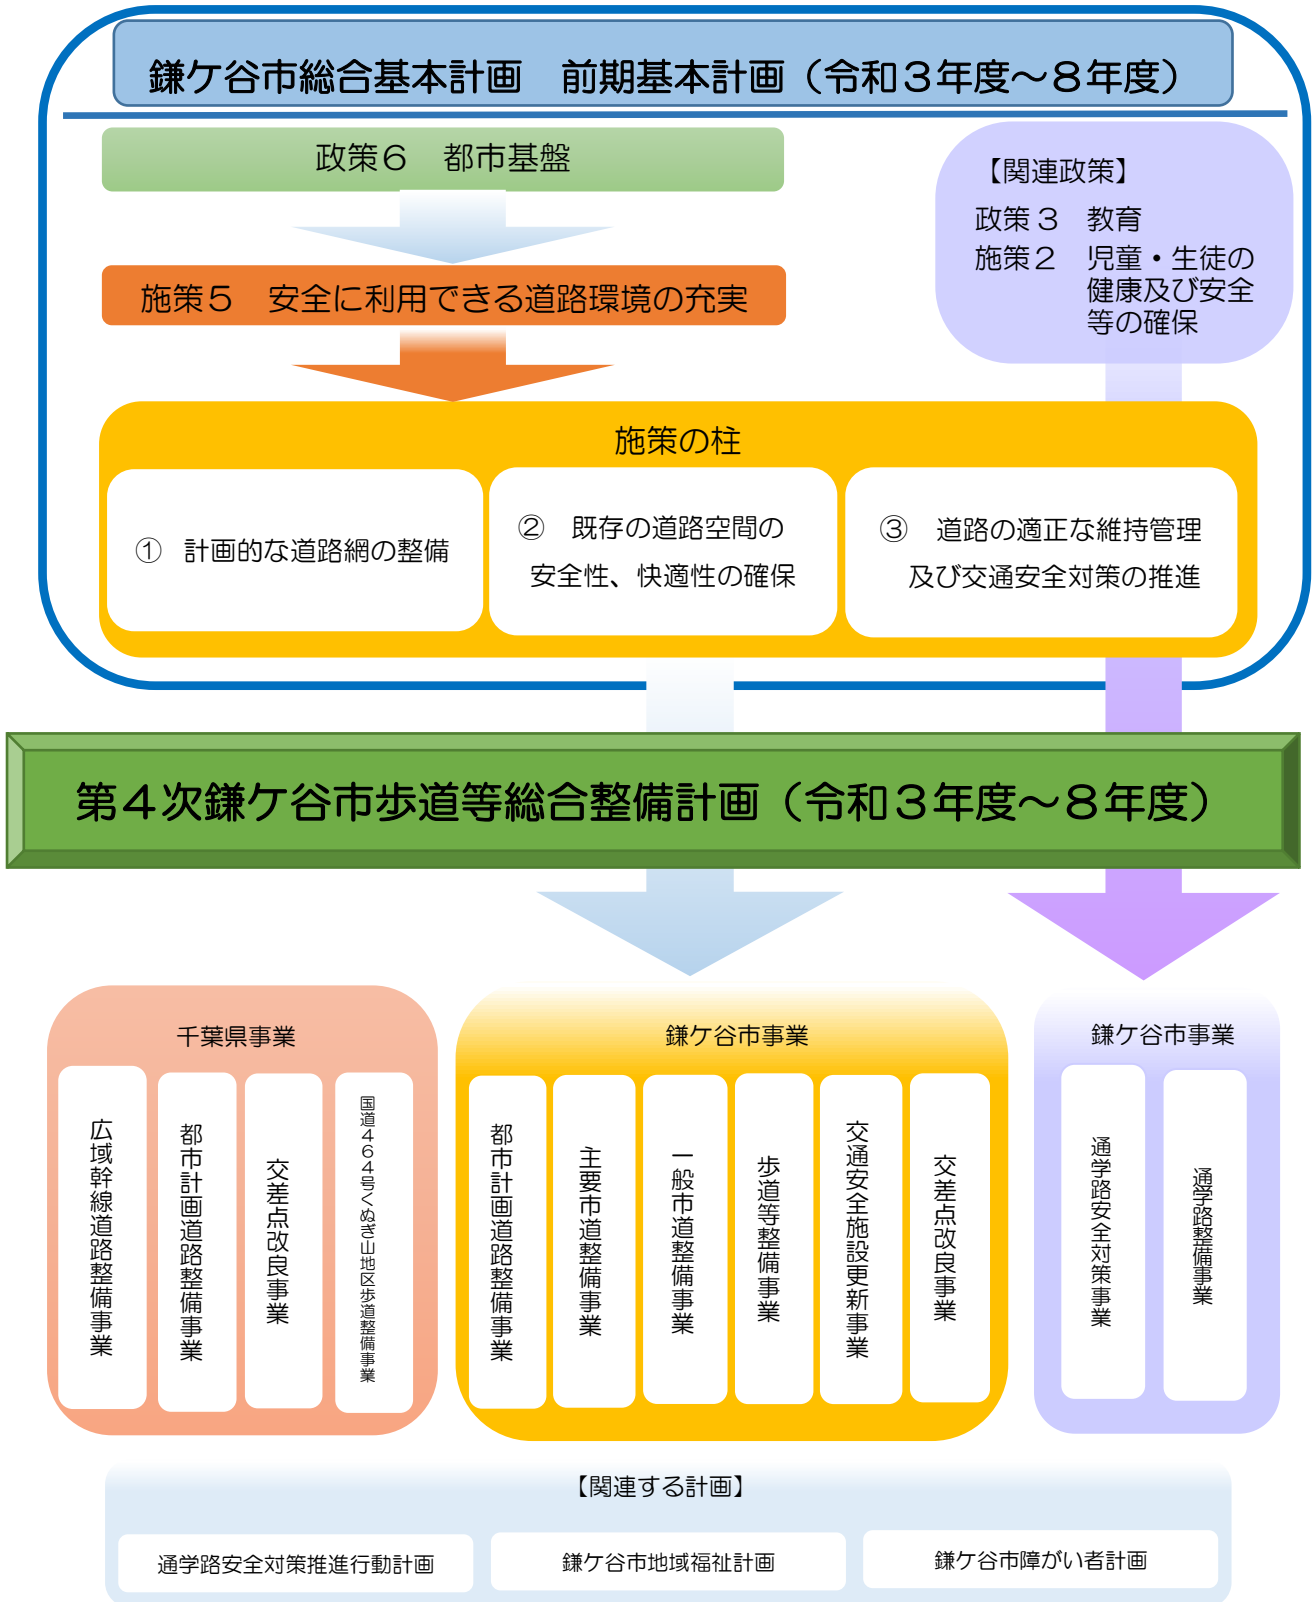 鎌ケ谷市総合基本計画　前期基本計画（令和３年度～８年度）
政策６　都市基盤
施策５　安全に利用できる道路環境の充実
【関連政策】
政策３　教育
施策２　児童・生徒の
健康及び安全
等の確保
施策の柱
①　計画的な道路網の整備
②　既存の道路空間の
安全性、快適性の確保
③　道路の適正な維持管理
及び交通安全対策の推進
第４次鎌ケ谷市歩道等総合整備計画（令和３年度～８年度）
千葉県事業
広域幹線道路整備事業
都市計画道路整備事業
交差点改良事業
国道４６４号くぬぎ山地区歩道整備事業
鎌ケ谷市事業
都市計画道路整備事業
主要市道整備事業
一般市道整備事業
歩道等整備事業
交通安全施設更新事業
交差点改良事業
鎌ケ谷市事業
通学路安全対策事業
通学路整備事業
【関連する計画】
通学路安全対策推進行動計画
鎌ケ谷市地域福祉計画
鎌ケ谷市障がい者計画